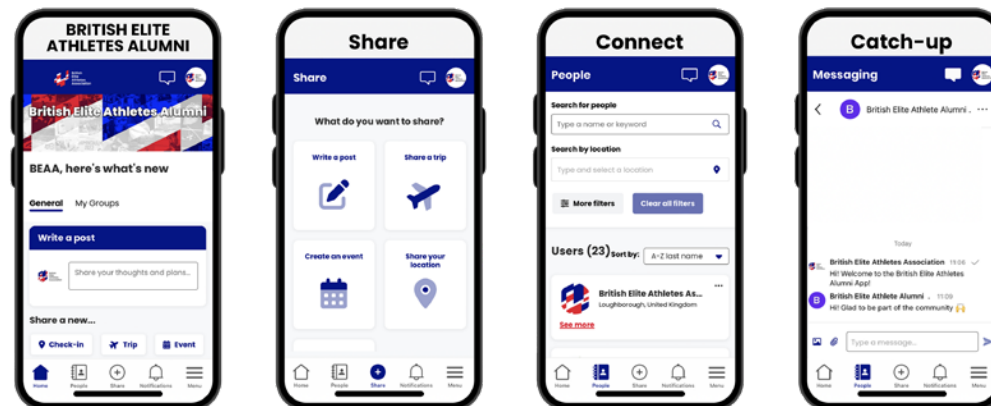 BRITISH ELITE
ATHLETES ALUMNI
British
Elite
Athletes
Association
British Elite Athletes Alumni
BEAA, here's what's new
General My Groups
Write a post
Share your thoughts and plans...
Share a new...
Check-in Trip Event
Home People Share Notifications Menu
Share
Share
What do you want to share?
Write a post Share a trip
Create an event Share your
location
Home People Share Notifications Menu
Connect
People
Search for people
Type a name or keyword
Search by location
Type and select a location
More filters Clear all filters
Users (23) Sort by: A-Z last name
British Elite Athletes As... ...
Loughborough, United Kingdom
See more
Home People Share Notifications Menu
Catch-up
Messaging
B British Elite Athlete Alumni . ...
Today
British Elite Athletes Association 11:06
Hi! Welcome to the British Elite Athletes
Alumni App!
B British Elite Athlete Alumni . 11:09
Hi! Glad to be part of the community 🙌
Type a message...
Home People Share Notifications Menu